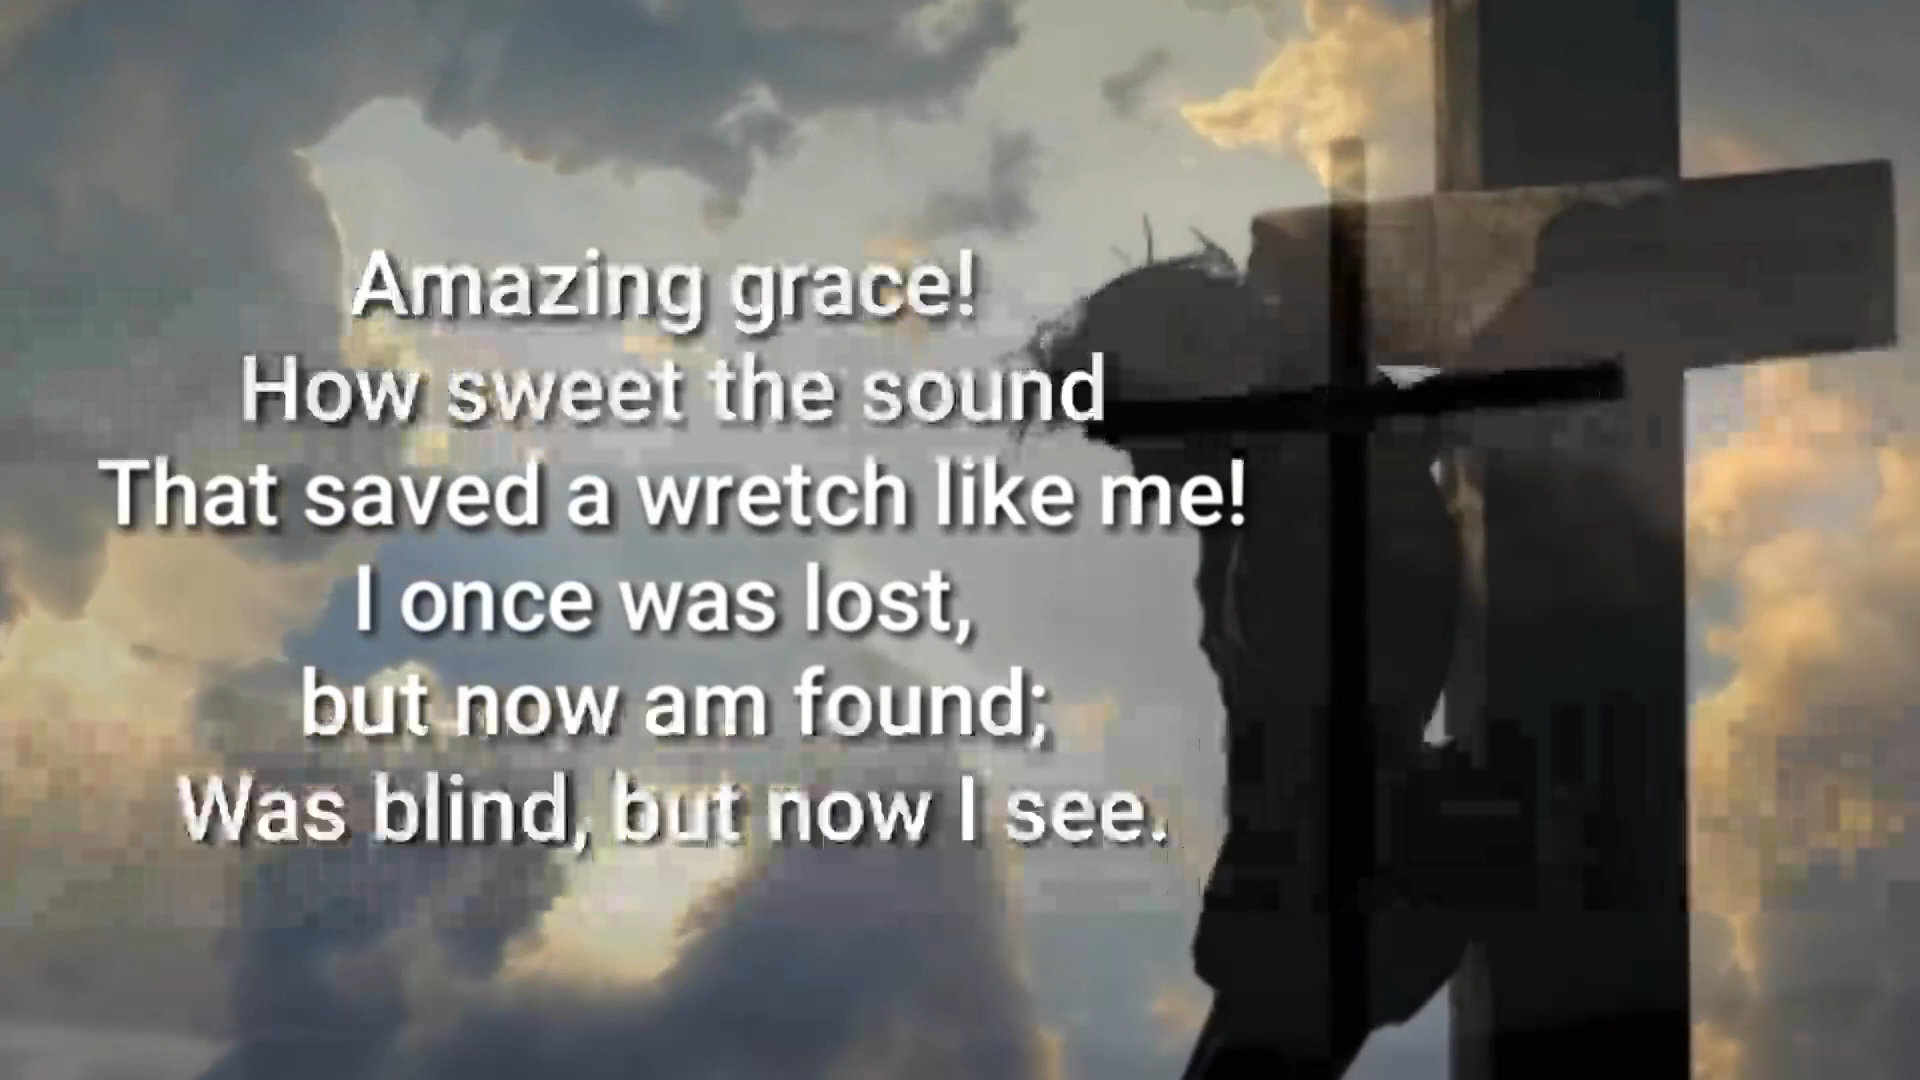 Amazing grace!
How sweet the sound
That saved a wretch like me!
I once was lost,
but now am found;
Was blind, but now I see.